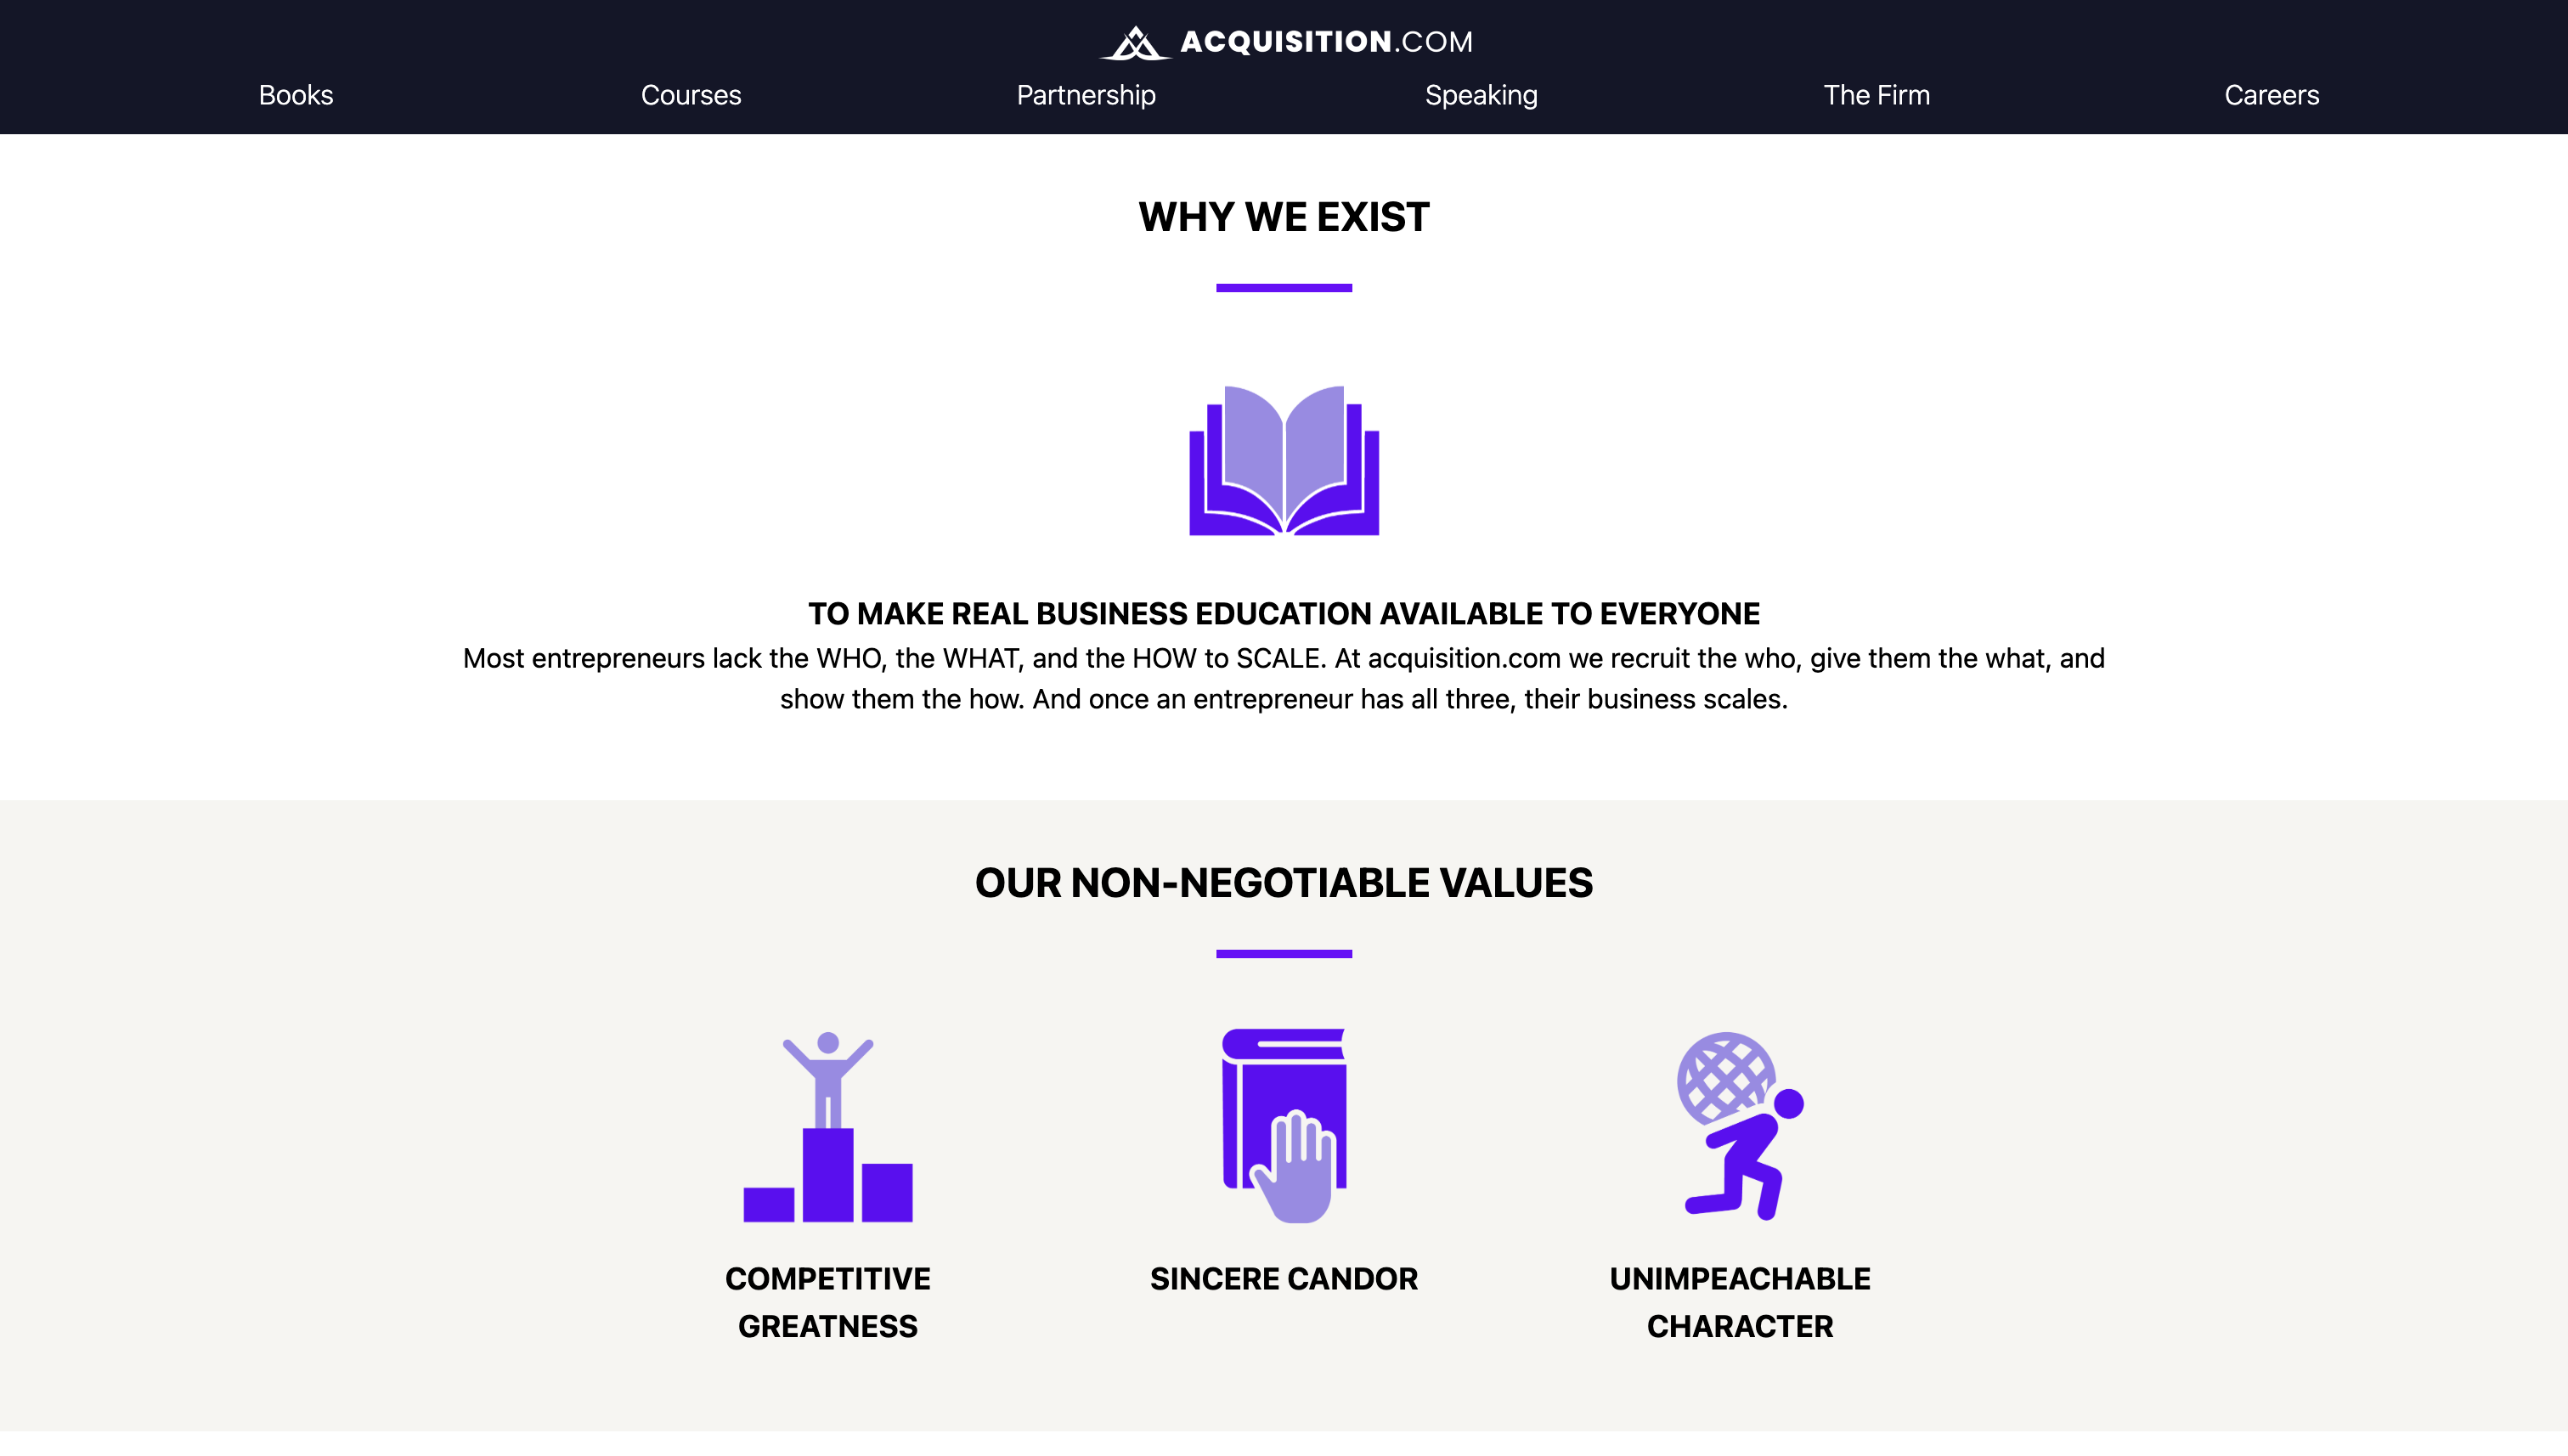 ACQUISITION.COM
Books Courses Partnership Speaking The Firm Careers
WHY WE EXIST
TO MAKE REAL BUSINESS EDUCATION AVAILABLE TO EVERYONE
Most entrepreneurs lack the WHO, the WHAT, and the HOW to SCALE. At acquisition.com we recruit the who, give them the what, and
show them the how. And once an entrepreneur has all three, their business scales.
OUR NON-NEGOTIABLE VALUES
COMPETITIVE
GREATNESS
SINCERE CANDOR
UNIMPEACHABLE
CHARACTER